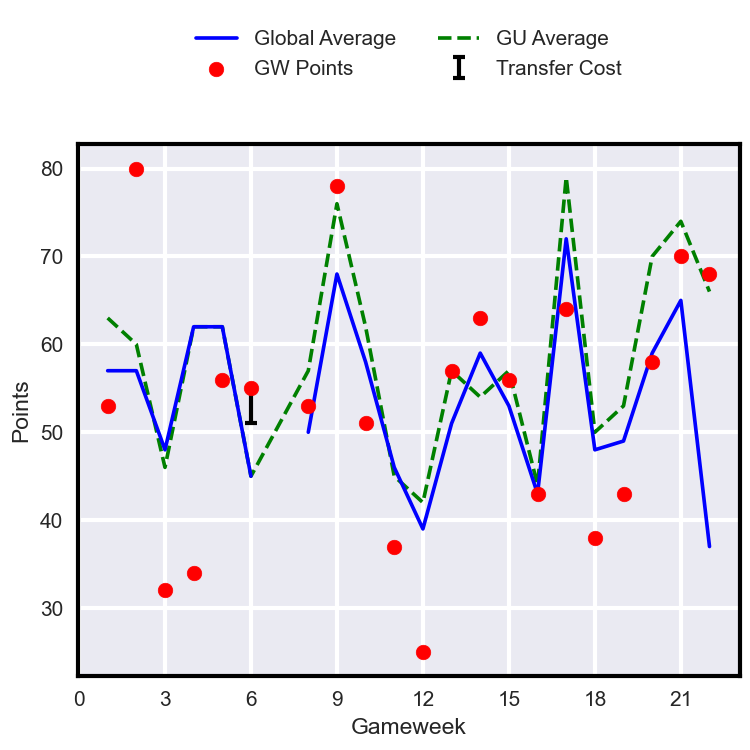 Global Average
GU Average
GW Points
Transfer Cost
80
70
60
50
40
30
Points
0 3 6 9 12 15 18 21
Gameweek